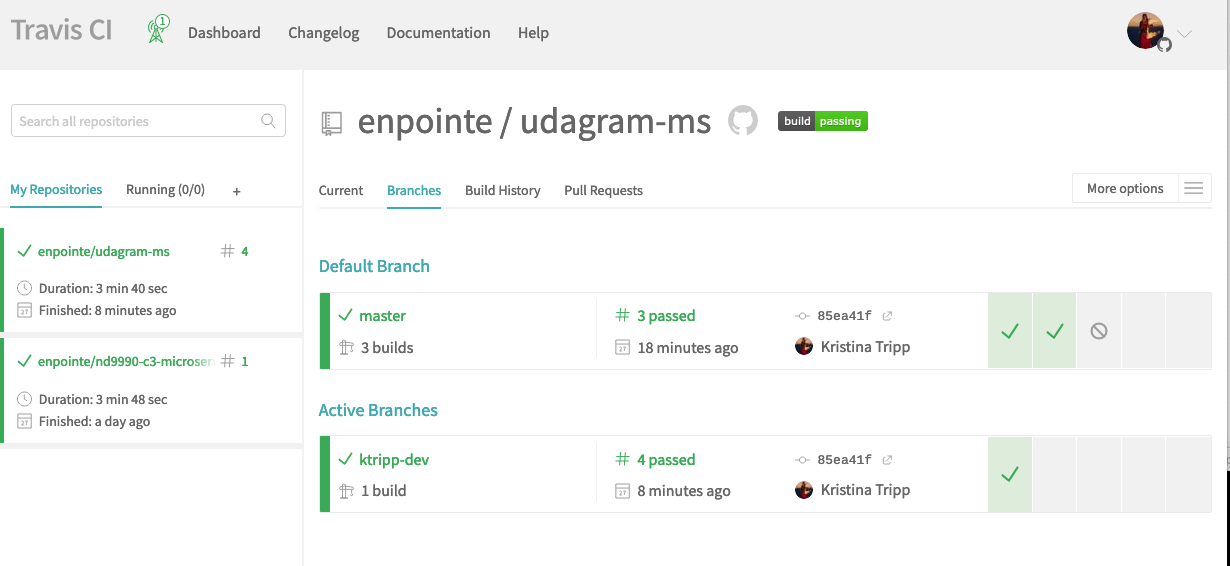 Travis CI
1
Dashboard
Changelog
Documentation
Help
Search all repositories
My Repositories
Running (0/0)
+
enpointe/udagram-ms
# 4
Duration: 3 min 40 sec
Finished: 8 minutes ago
enpointe/nd9990-c3-microser
# 1
Duration: 3 min 48 sec
Finished: a day ago
enpointe / udagram-ms
build passing
Current
Branches
Build History
Pull Requests
More options
Default Branch
master
# 3 passed
85ea41f
3 builds
18 minutes ago
Kristina Tripp
Active Branches
ktripp-dev
# 4 passed
85ea41f
1 build
8 minutes ago
Kristina Tripp